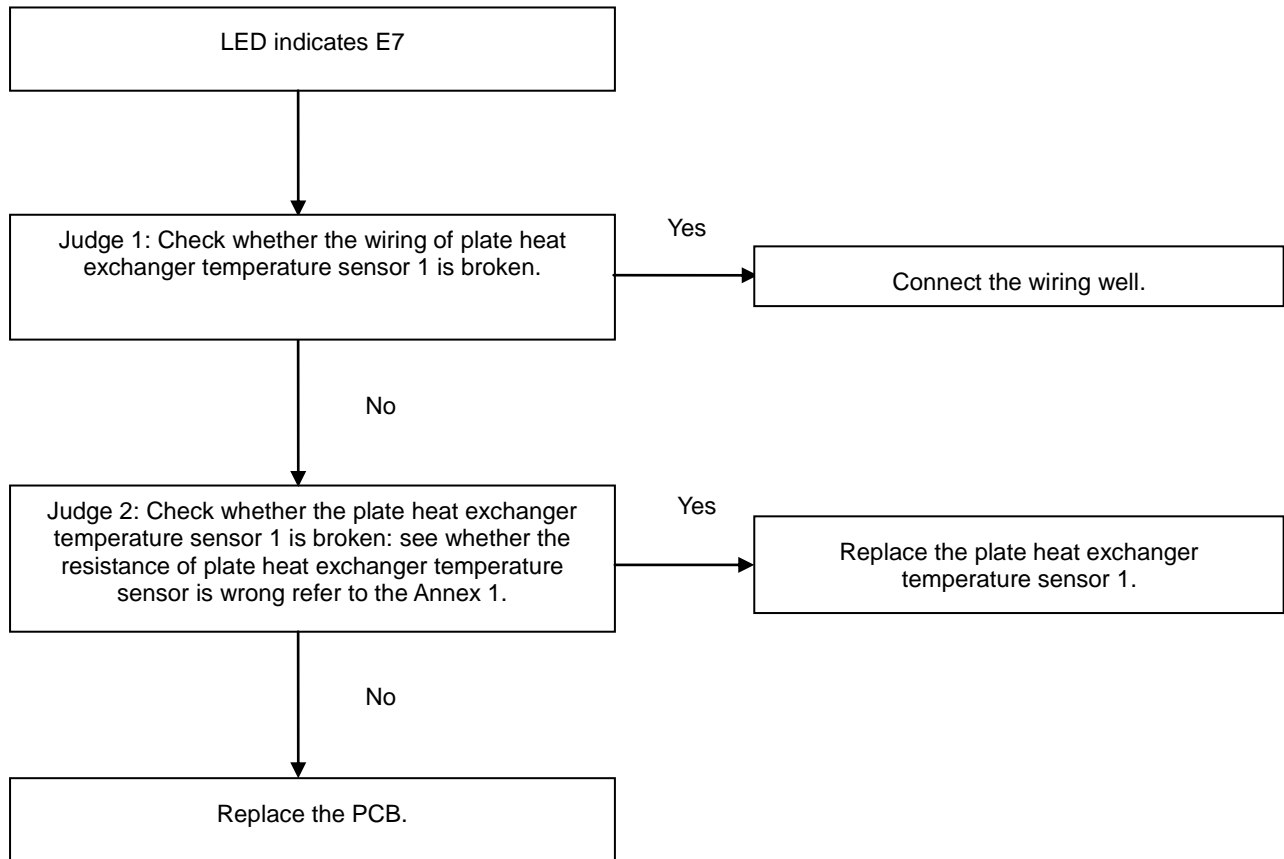 LED indicates E7
Judge 1: Check whether the wiring of plate heat
exchanger temperature sensor 1 is broken.
Yes
Connect the wiring well.
No
Judge 2: Check whether the plate heat exchanger
temperature sensor 1 is broken: see whether the
resistance of plate heat exchanger temperature
sensor is wrong refer to the Annex 1.
Yes
Replace the plate heat exchanger
temperature sensor 1.
No
Replace the PCB.